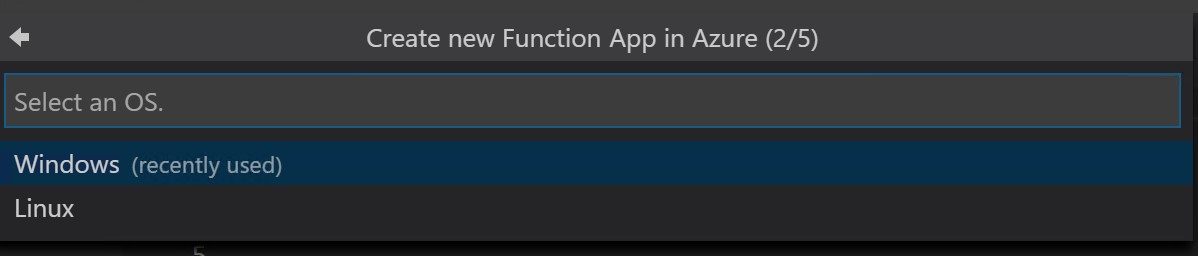 Create new Function App in Azure (2/5)
Select an OS.
Windows (recently used)
Linux